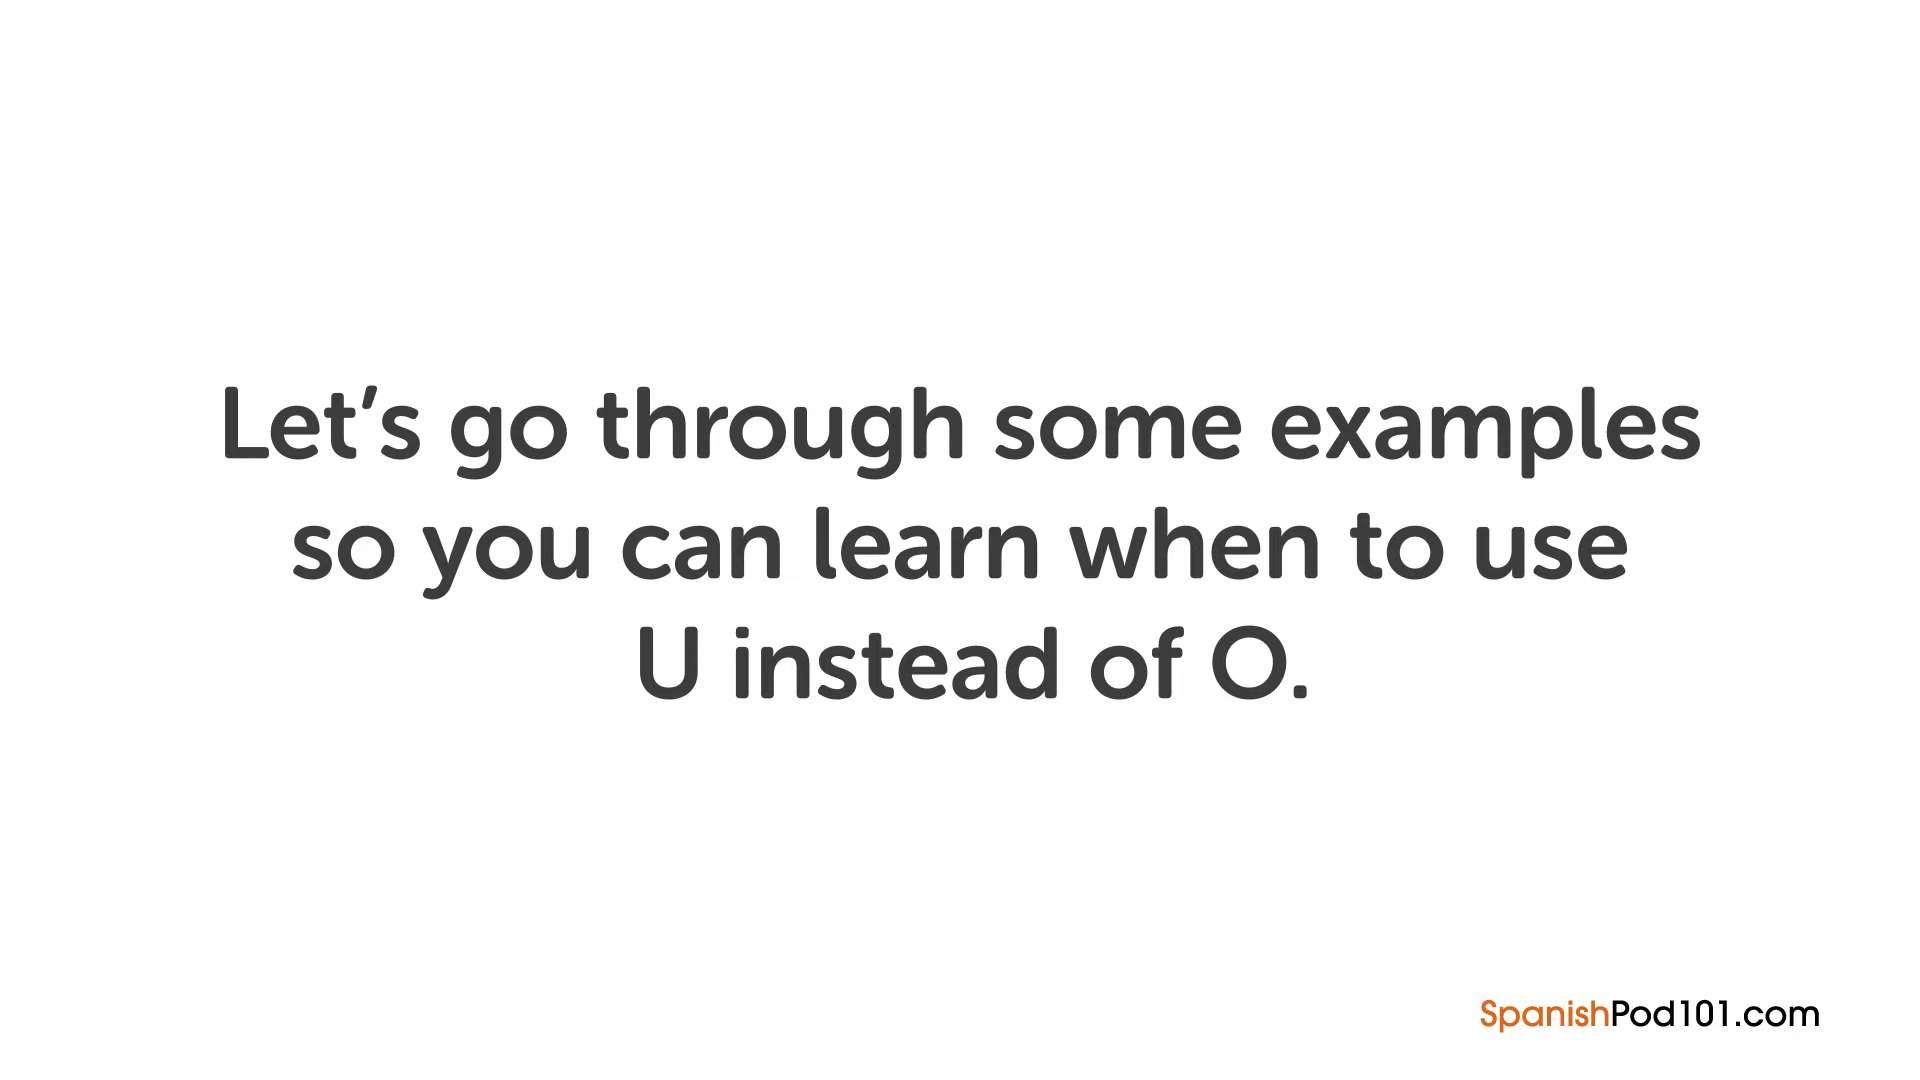 Let’s go through some examples
so you can learn when to use
U instead of O.
SpanishPod101.com